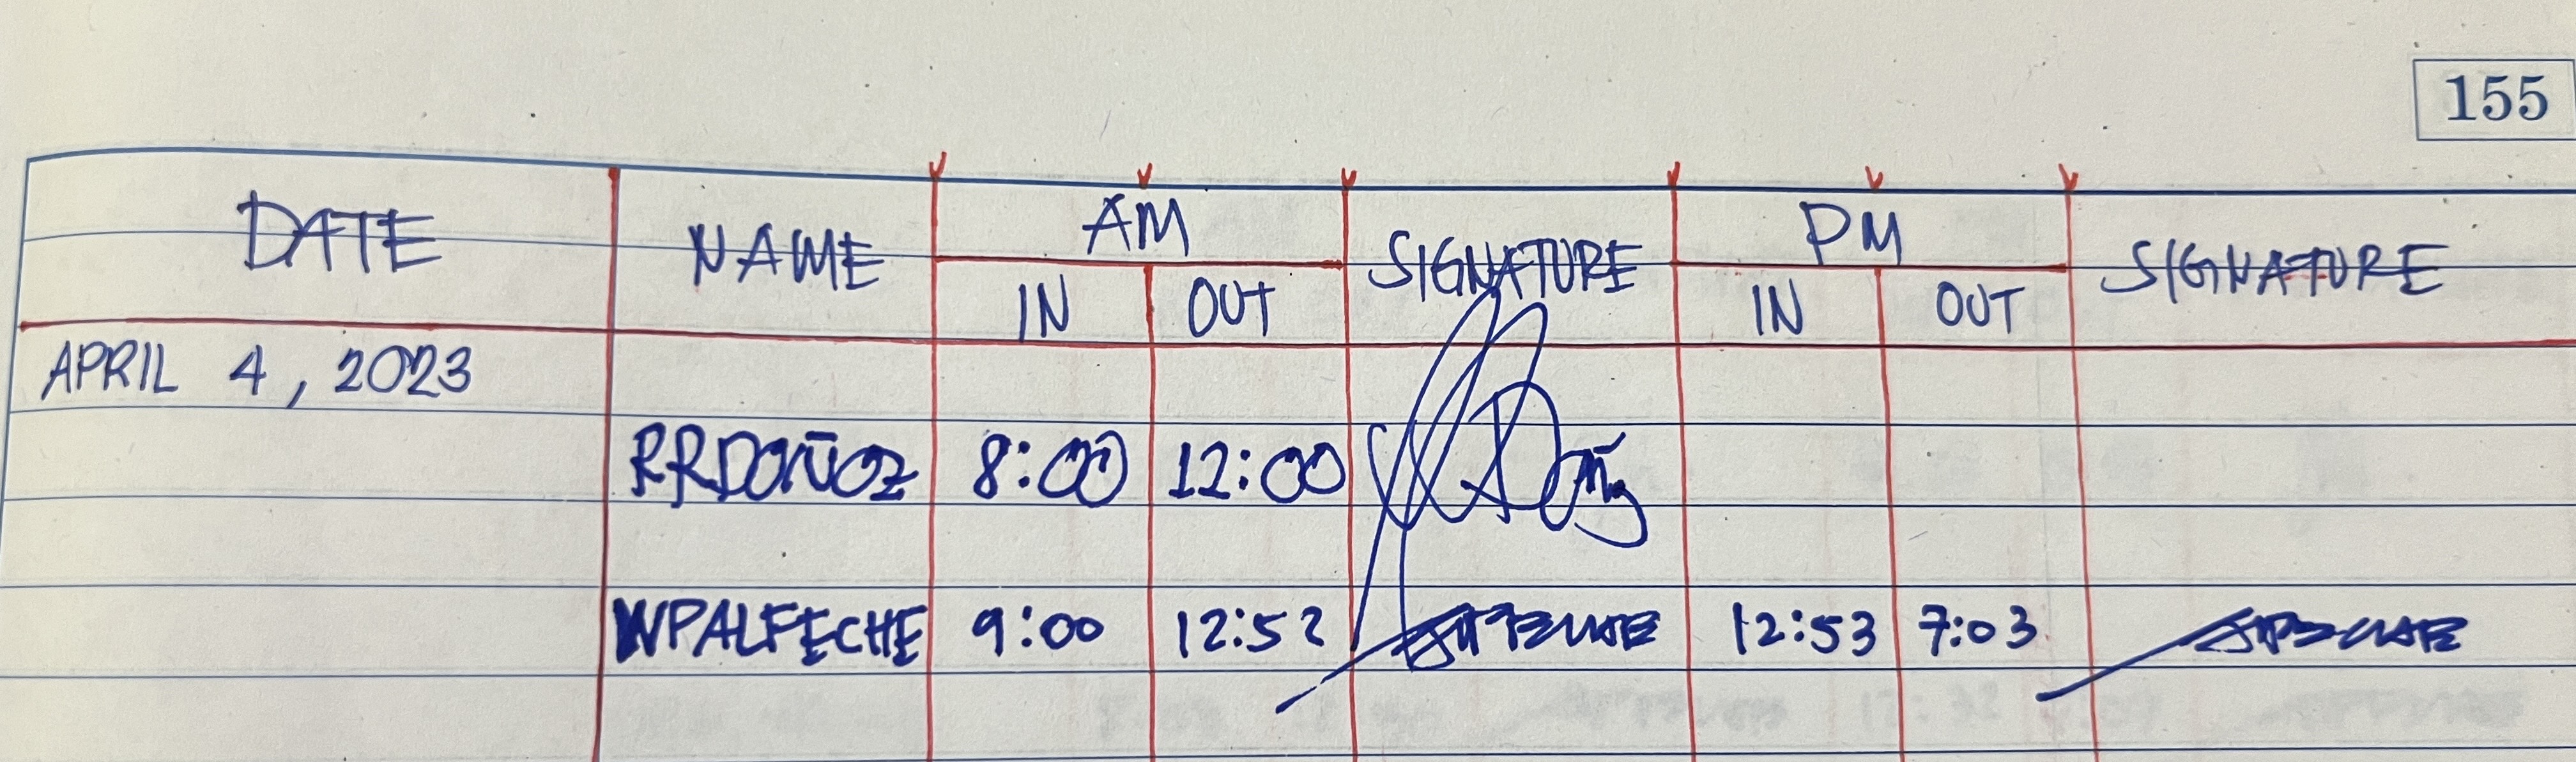 155
DATE NAME AM SIGNATURE PM SIGNATURE
IN OUT IN OUT
APRIL 4, 2023
RRDOÑOZ 8:00 12:00
WPALFECHE 9:00 12:52 12:53 7:03